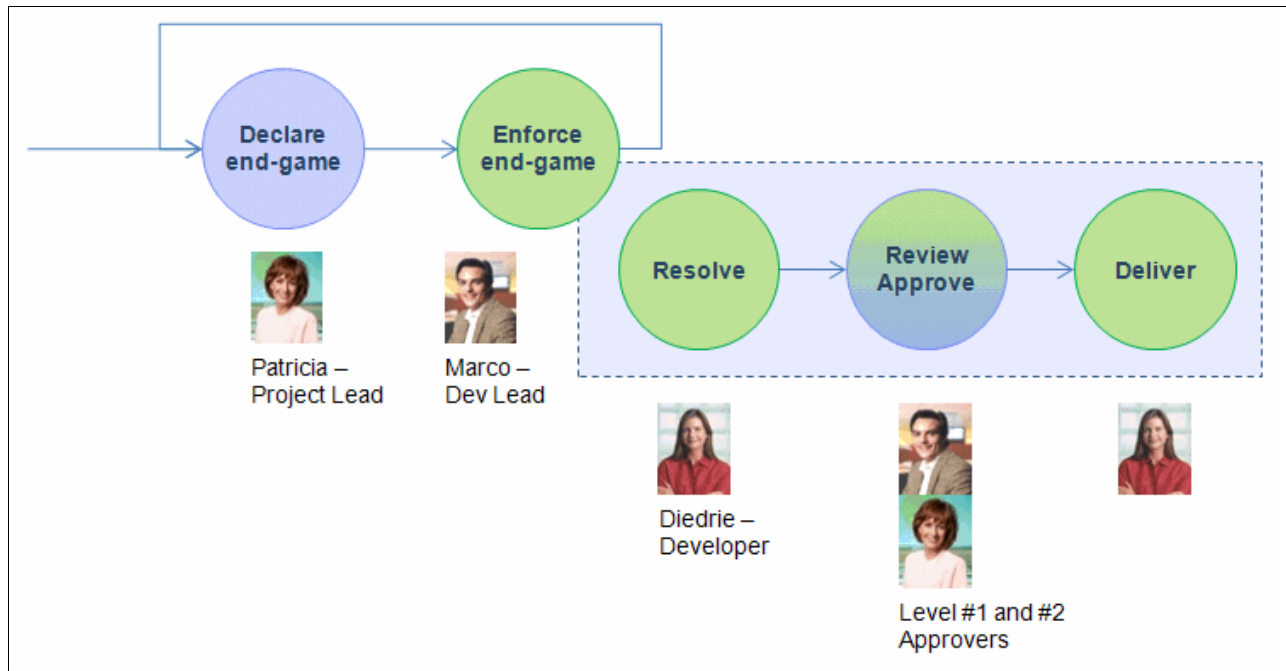 Declare
end-game
Enforce
end-game
Resolve
Review
Approve
Deliver
Patricia –
Project Lead
Marco –
Dev Lead
Diedrie –
Developer
Level #1 and #2
Approvers